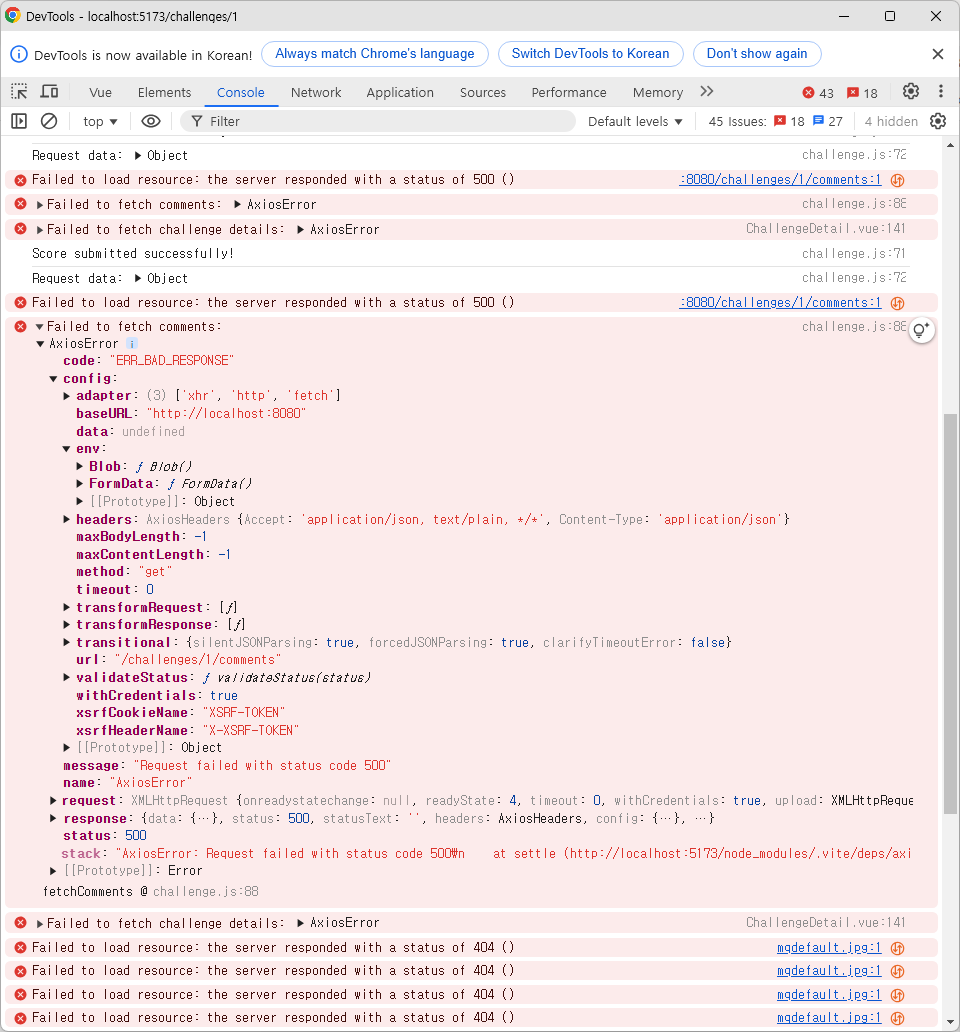 DevTools - localhost:5173/challenges/1
DevTools is now available in Korean! Always match Chrome's language Switch DevTools to Korean Don't show again
Vue Elements Console Network Application Sources Performance Memory 43 18
top Filter Default levels 45 Issues: 18 27 4 hidden
Request data: Object challenge.js:72
Failed to load resource: the server responded with a status of 500 () :8080/challenges/1/comments:1
Failed to fetch comments: AxiosError challenge.js:88
Failed to fetch challenge details: AxiosError ChallengeDetail.vue:141
Score submitted successfully! challenge.js:71
Request data: Object challenge.js:72
Failed to load resource: the server responded with a status of 500 () :8080/challenges/1/comments:1
Failed to fetch comments: challenge.js:88
AxiosError i
code: "ERR_BAD_RESPONSE"
config:
adapter: (3) ['xhr', 'http', 'fetch']
baseURL: "http://localhost:8080"
data: undefined
env:
Blob: ƒ Blob()
FormData: ƒ FormData()
[[Prototype]]: Object
headers: AxiosHeaders {Accept: 'application/json, text/plain, */*', Content-Type: 'application/json'}
maxBodyLength: -1
maxContentLength: -1
method: "get"
timeout: 0
transformRequest: [ƒ]
transformResponse: [ƒ]
transitional: {silentJSONParsing: true, forcedJSONParsing: true, clarifyTimeoutError: false}
url: "/challenges/1/comments"
validateStatus: ƒ validateStatus(status)
withCredentials: true
xsrfCookieName: "XSRF-TOKEN"
xsrfHeaderName: "X-XSRF-TOKEN"
[[Prototype]]: Object
message: "Request failed with status code 500"
name: "AxiosError"
request: XMLHttpRequest {onreadystatechange: null, readyState: 4, timeout: 0, withCredentials: true, upload: XMLHttpReque
response: {data: {…}, status: 500, statusText: '', headers: AxiosHeaders, config: {…}, …}
status: 500
stack: "AxiosError: Request failed with status code 500₩n at settle (http://localhost:5173/node_modules/.vite/deps/axi
[[Prototype]]: Error
fetchComments @ challenge.js:88
Failed to fetch challenge details: AxiosError ChallengeDetail.vue:141
Failed to load resource: the server responded with a status of 404 () mqdefault.jpg:1
Failed to load resource: the server responded with a status of 404 () mqdefault.jpg:1
Failed to load resource: the server responded with a status of 404 () mqdefault.jpg:1
Failed to load resource: the server responded with a status of 404 () mqdefault.jpg:1